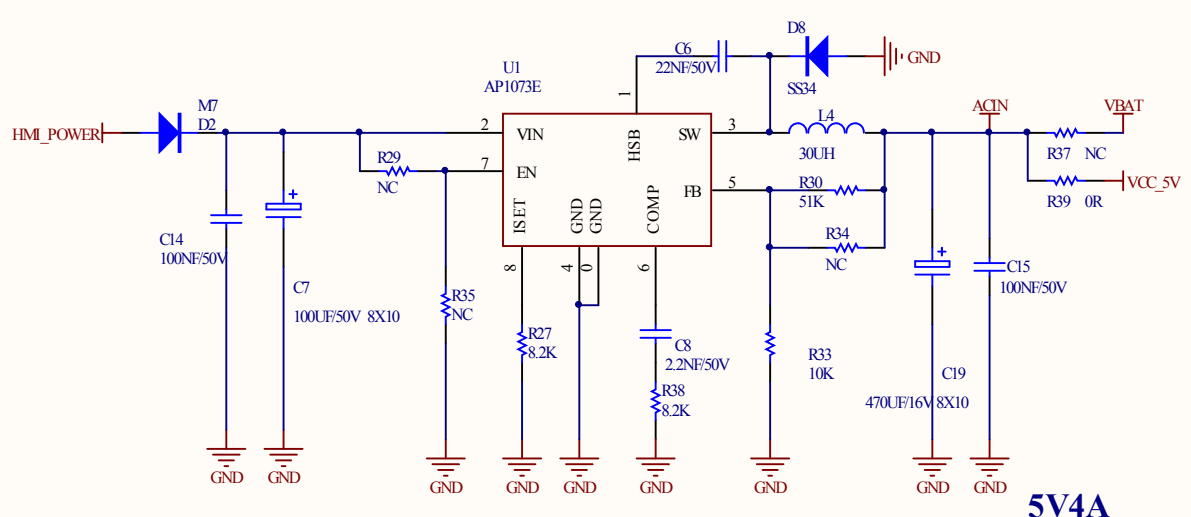 D8
C6
GND
22NF/50V
U1
AP1073E
SS34
1
M7
HMI_POWER
D2
2
VIN
HSB
SW
3
L4
30UH
ACIN
VBAT
R37 NC
R29
NC
7
EN
FB
5
R30
51K
VCC_5V
R39 0R
ISET
GND
GND
COMP
R34
NC
C14
100NF/50V
8
4
0
6
C15
100NF/50V
C7
100UF/50V 8X10
R35
NC
R27
8.2K
C8
2.2NF/50V
R33
10K
R38
8.2K
C19
470UF/16V 8X10
GND
GND
GND
GND
GND
GND
GND
GND
GND
5V4A